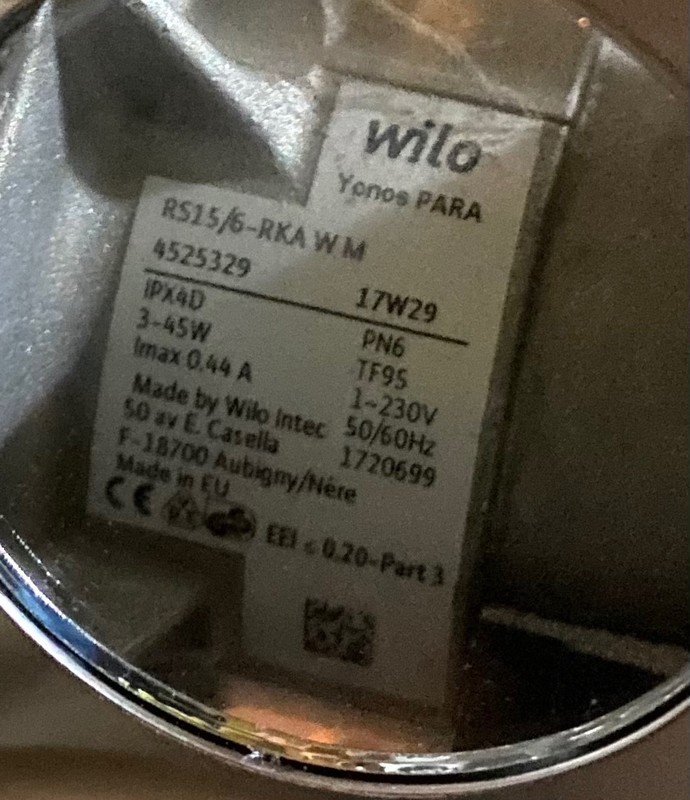 wilo
Yonos PARA
RS15/6-RKA W M
4525329 17W29
IPX4D PN6
3-45W TF95
Imax 0.44 A 1~230V
Made by Wilo Intec 50/60Hz
50 av E. Casella 1720699
F-18700 Aubigny/Nère
Made in EU
CE EEI ≤ 0.20-Part 3